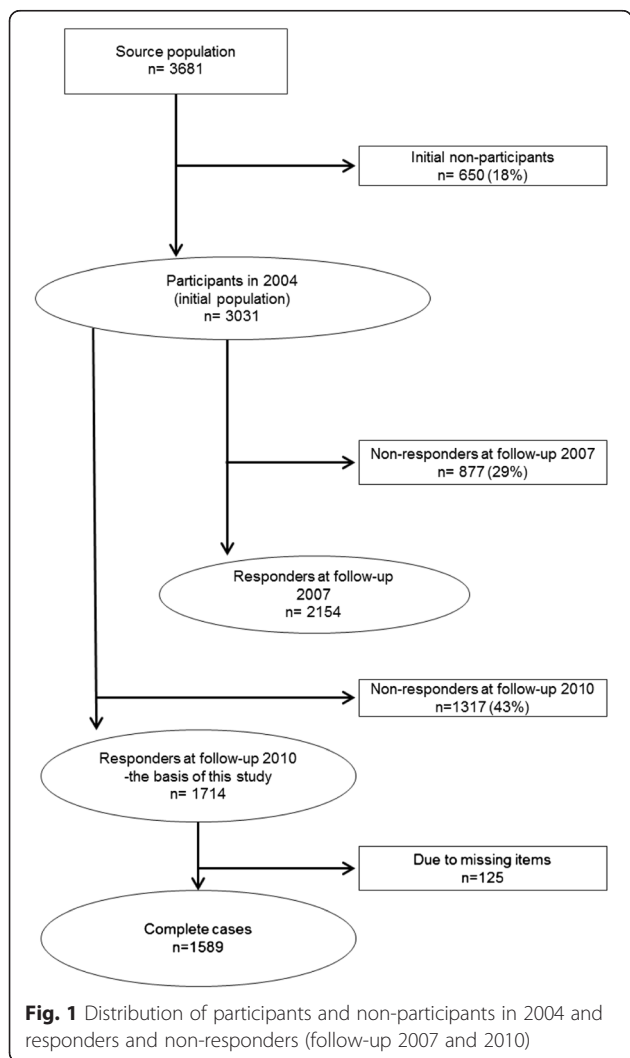 Source population
n= 3681
Initial non-participants
n= 650 (18%)
Participants in 2004
(initial population)
n= 3031
Non-responders at follow-up 2007
n= 877 (29%)
Responders at follow-up
2007
n= 2154
Non-responders at follow-up 2010
n=1317 (43%)
Responders at follow-up 2010
-the basis of this study
n= 1714
Due to missing items
n=125
Complete cases
n=1589
Fig. 1 Distribution of participants and non-participants in 2004 and
responders and non-responders (follow-up 2007 and 2010)